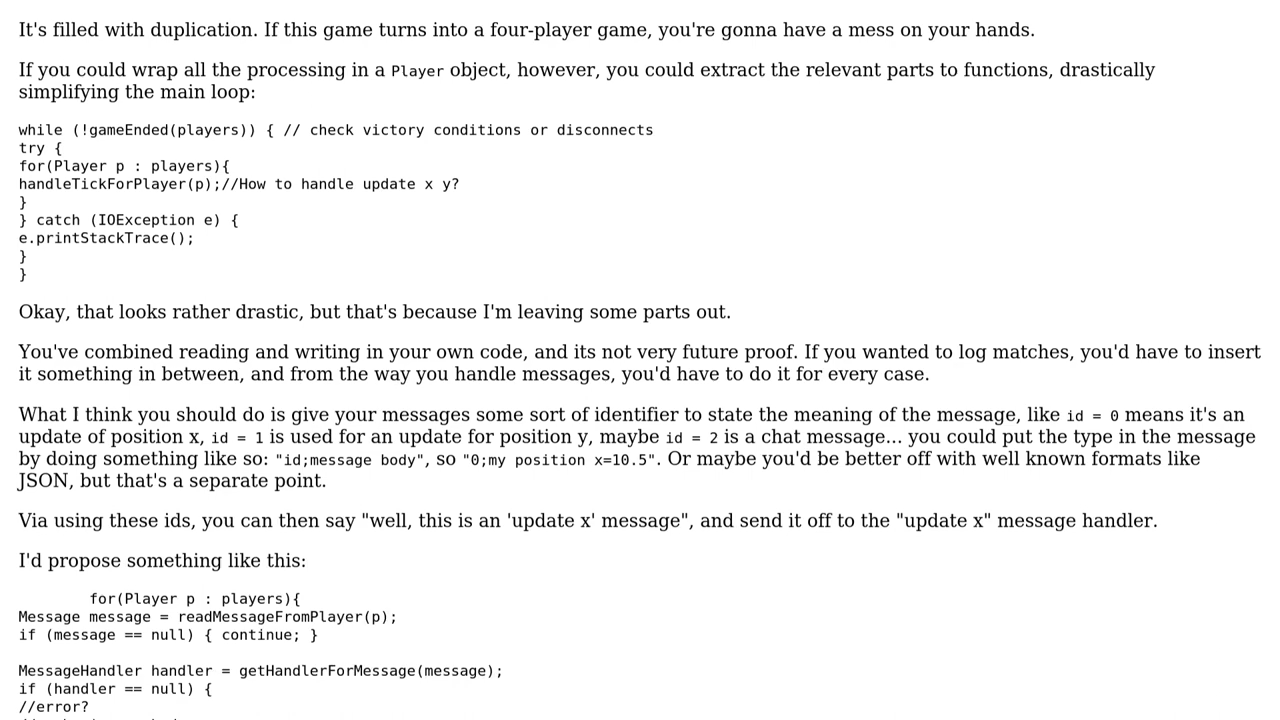 It's filled with duplication. If this game turns into a four-player game, you're gonna have a mess on your hands.
If you could wrap all the processing in a Player object, however, you could extract the relevant parts to functions, drastically
simplifying the main loop:
while (!gameEnded(players)) { // check victory conditions or disconnects
try {
for(Player p : players){
handleTickForPlayer(p);//How to handle update x y?
}
} catch (IOException e) {
e.printStackTrace();
}
}
Okay, that looks rather drastic, but that's because I'm leaving some parts out.
You've combined reading and writing in your own code, and its not very future proof. If you wanted to log matches, you'd have to insert
it something in between, and from the way you handle messages, you'd have to do it for every case.
What I think you should do is give your messages some sort of identifier to state the meaning of the message, like id = 0 means it's an
update of position x, id = 1 is used for an update for position y, maybe id = 2 is a chat message... you could put the type in the message
by doing something like so: "id;message body", so "0;my position x=10.5". Or maybe you'd be better off with well known formats like
JSON, but that's a separate point.
Via using these ids, you can then say "well, this is an 'update x' message", and send it off to the "update x" message handler.
I'd propose something like this:
for(Player p : players){
Message message = readMessageFromPlayer(p);
if (message == null) { continue; }
MessageHandler handler = getHandlerForMessage(message);
if (handler == null) {
//error?